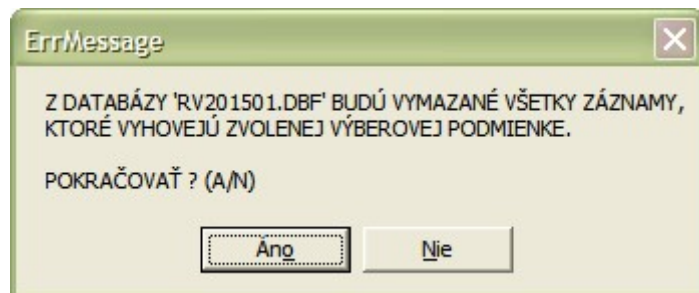 ErrMessage
Z DATABÁZY 'RV201501.DBF' BUDÚ VYMAZANÉ VŠETKY ZÁZNAMY,
KTORÉ VYHOVEJÚ ZVOLENEJ VÝBEROVEJ PODMIENKE.
POKRAČOVAŤ ? (A/N)
Áno Nie